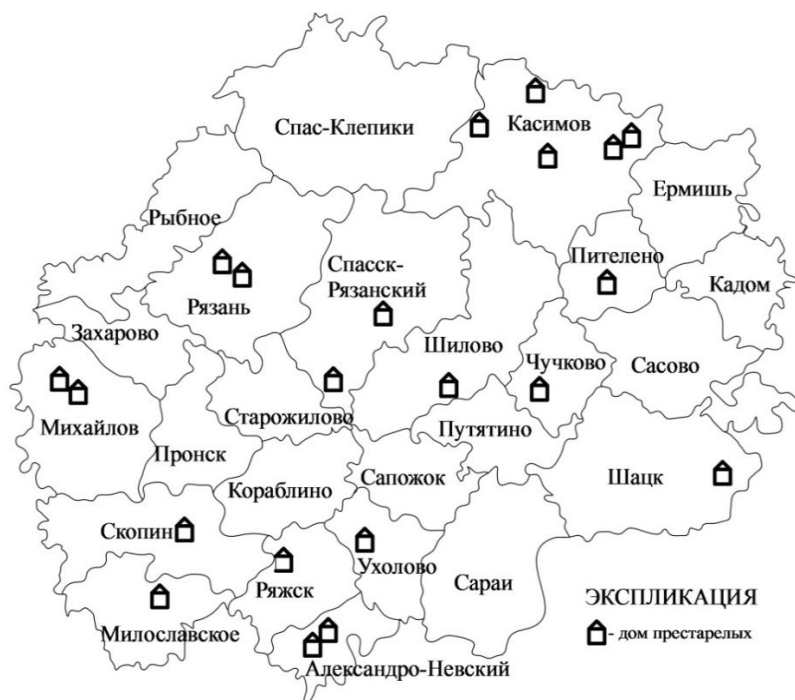 Спас-Клепики
Касимов
Ермишь
Рыбное
Пителено
Спасск-
Рязанский
Кадом
Рязань
Захарово
Шилово
Чучково
Сасово
Михайлов
Старожилово
Путятино
Пронск
Сапожок
Шацк
Кораблино
Скопин
Ухолово
Сараи
Ряжск
Милославское
Александро-Невский
ЭКСПЛИКАЦИЯ
- дом престарелых